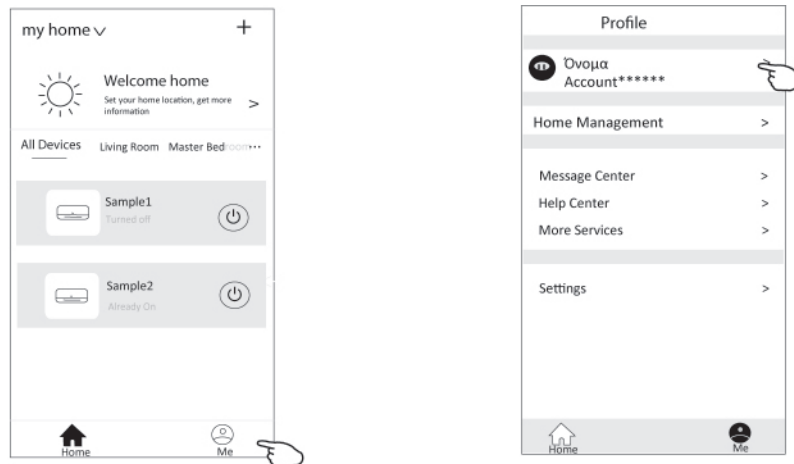 my home
+
Welcome home
Set your home location, get more
information
>
All Devices Living Room Master Bedroom...
Sample1
Turned off
Sample2
Already On
Home Me
Profile
Όνομα
Account******
>
Home Management >
Message Center >
Help Center >
More Services >
Settings >
Home Me